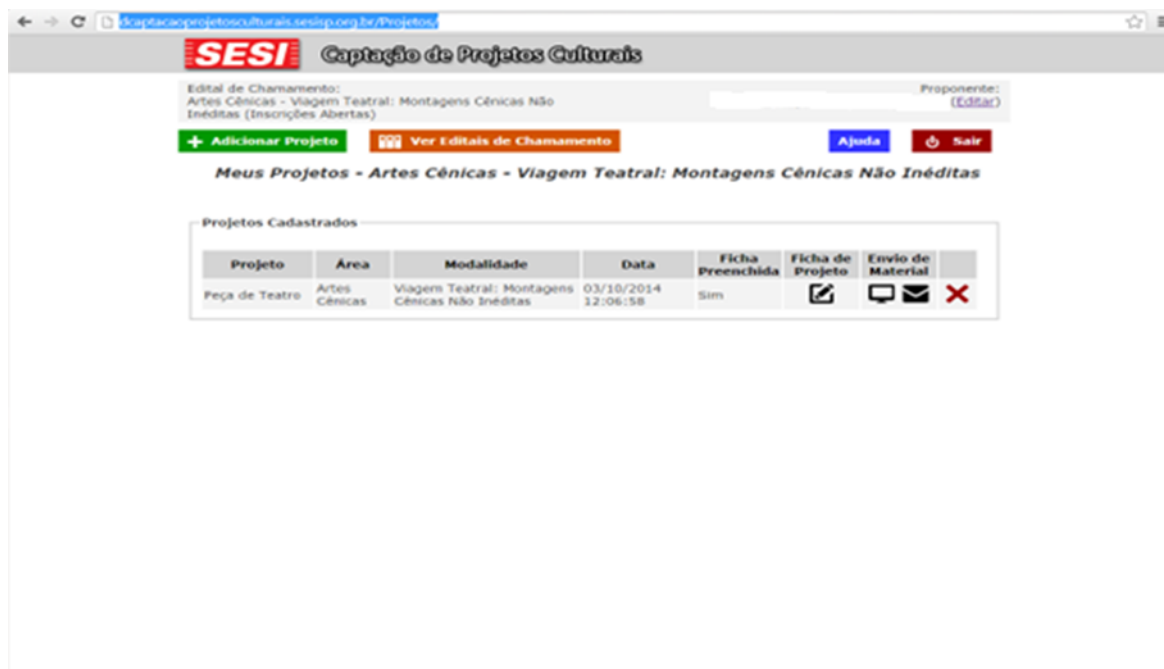 dcaptacaoprojetosculturais.sesisp.org.br/Projetos/
SESI Captação de Projetos Culturais
Edital de Chamamento:
Artes Cênicas - Viagem Teatral: Montagens Cênicas Não
Inéditas (Inscrições Abertas)
Proponente:
(Editar)
+ Adicionar Projeto
Ver Editais de Chamamento
Ajuda
Sair
Meus Projetos - Artes Cênicas - Viagem Teatral: Montagens Cênicas Não Inéditas
Projetos Cadastrados
Projeto Área Modalidade Data Ficha Preenchida Ficha de Projeto Envio de Material
Peça de Teatro Artes Cênicas Viagem Teatral: Montagens Cênicas Não Inéditas 03/10/2014 12:06:58 Sim